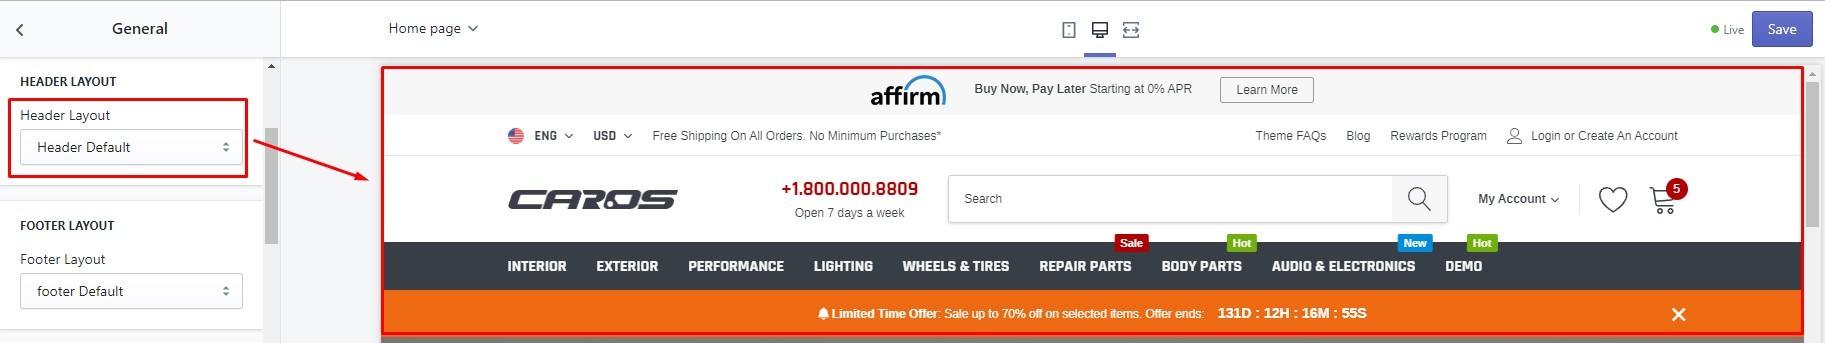 General
Home page
Live
Save
HEADER LAYOUT
Header Layout
Header Default
FOOTER LAYOUT
Footer Layout
footer Default
affirm
Buy Now, Pay Later Starting at 0% APR
Learn More
ENG
USD
Free Shipping On All Orders. No Minimum Purchases*
Theme FAQs
Blog
Rewards Program
Login or Create An Account
CAROS
+1.800.000.8809
Open 7 days a week
Search
My Account
5
Sale
Hot
New
Hot
INTERIOR
EXTERIOR
PERFORMANCE
LIGHTING
WHEELS & TIRES
REPAIR PARTS
BODY PARTS
AUDIO & ELECTRONICS
DEMO
Limited Time Offer: Sale up to 70% off on selected items. Offer ends: 131D : 12H : 16M : 55S